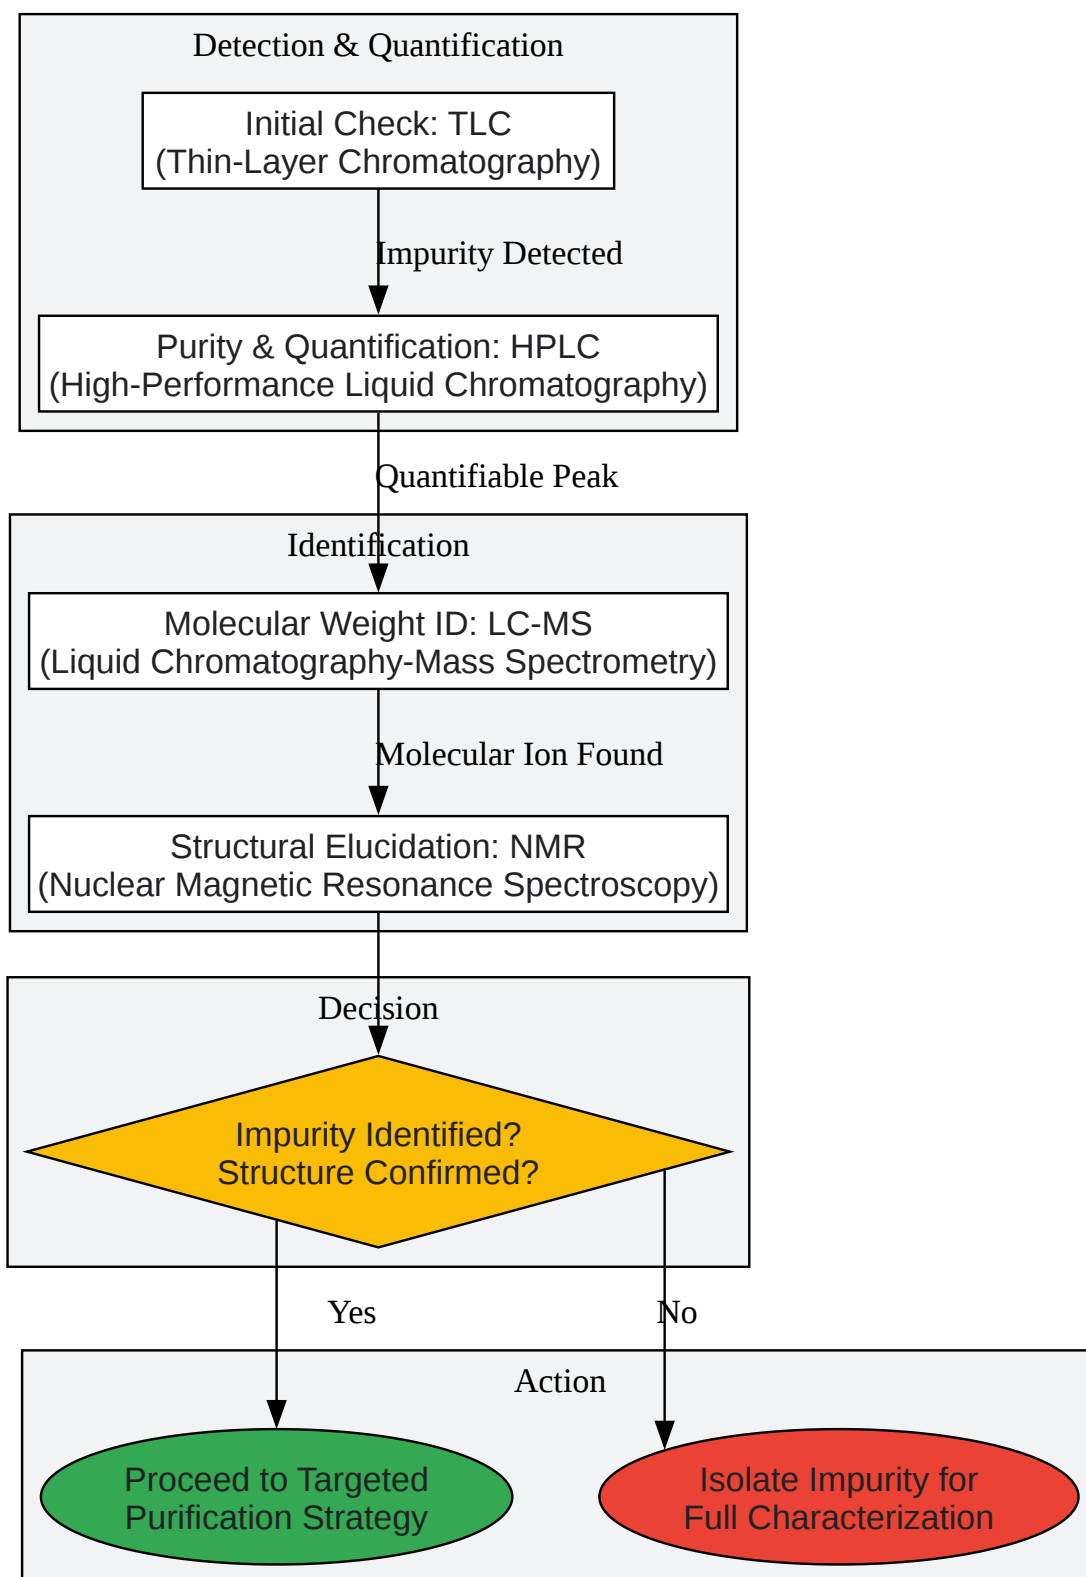 Detection & Quantification
Initial Check: TLC
(Thin-Layer Chromatography)
Impurity Detected
Purity & Quantification: HPLC
(High-Performance Liquid Chromatography)
Quantifiable Peak
Identification
Molecular Weight ID: LC-MS
(Liquid Chromatography-Mass Spectrometry)
Molecular Ion Found
Structural Elucidation: NMR
(Nuclear Magnetic Resonance Spectroscopy)
Decision
Impurity Identified?
Structure Confirmed?
Yes
No
Action
Proceed to Targeted
Purification Strategy
Isolate Impurity for
Full Characterization